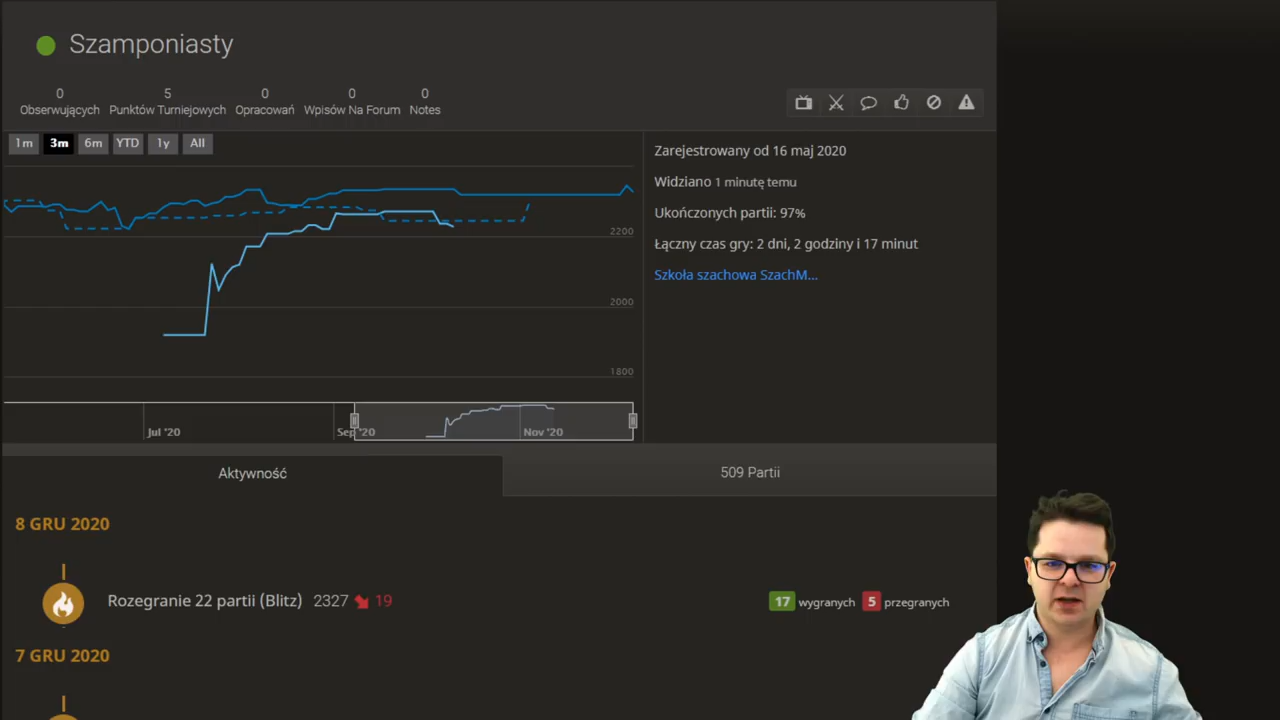 Szamponiasty
0 5 0 0 0
Obserwujących Punktów Turniejowych Opracowań Wpisów Na Forum Notes
1m 3m 6m YTD 1y All
2200
2000
1800
Jul '20 Sep '20 Nov '20
Zarejestrowany od 16 maj 2020
Widziano 1 minutę temu
Ukończonych partii: 97%
Łączny czas gry: 2 dni, 2 godziny i 17 minut
Szkoła szachowa SzachM...
Aktywność 509 Partii
8 GRU 2020
Rozegranie 22 partii (Blitz) 2327 19 17 wygranych 5 przegranych
7 GRU 2020